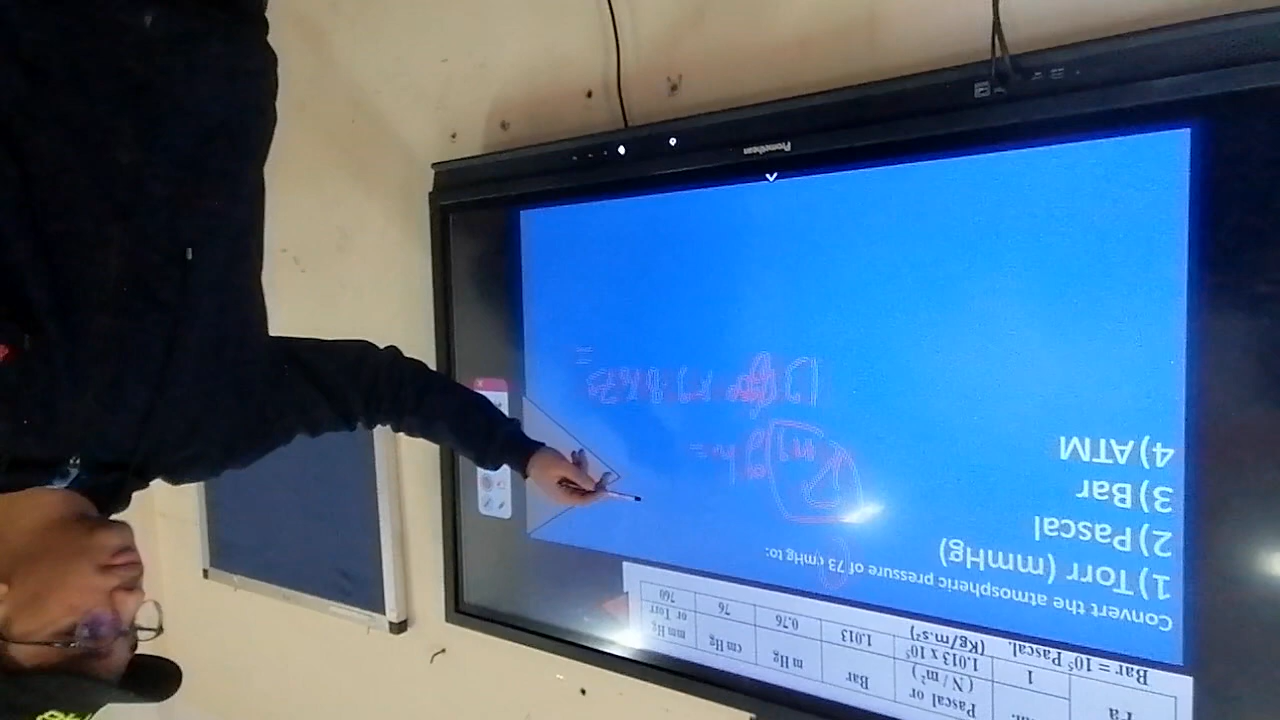 Bar = 10⁵ Pascal.
Bar
m Hg
cm Hg
mm Hg
Pascal or
or Torr
( N / m² )
(Kg/m.s²)
1
1.013 x 10⁵
1.013
0.76
76
760
Convert the atmospheric pressure of 73 cmHg to:
1) Torr (mmHg)
2) Pascal
3) Bar
4) ATM
gh =
=
Promethean